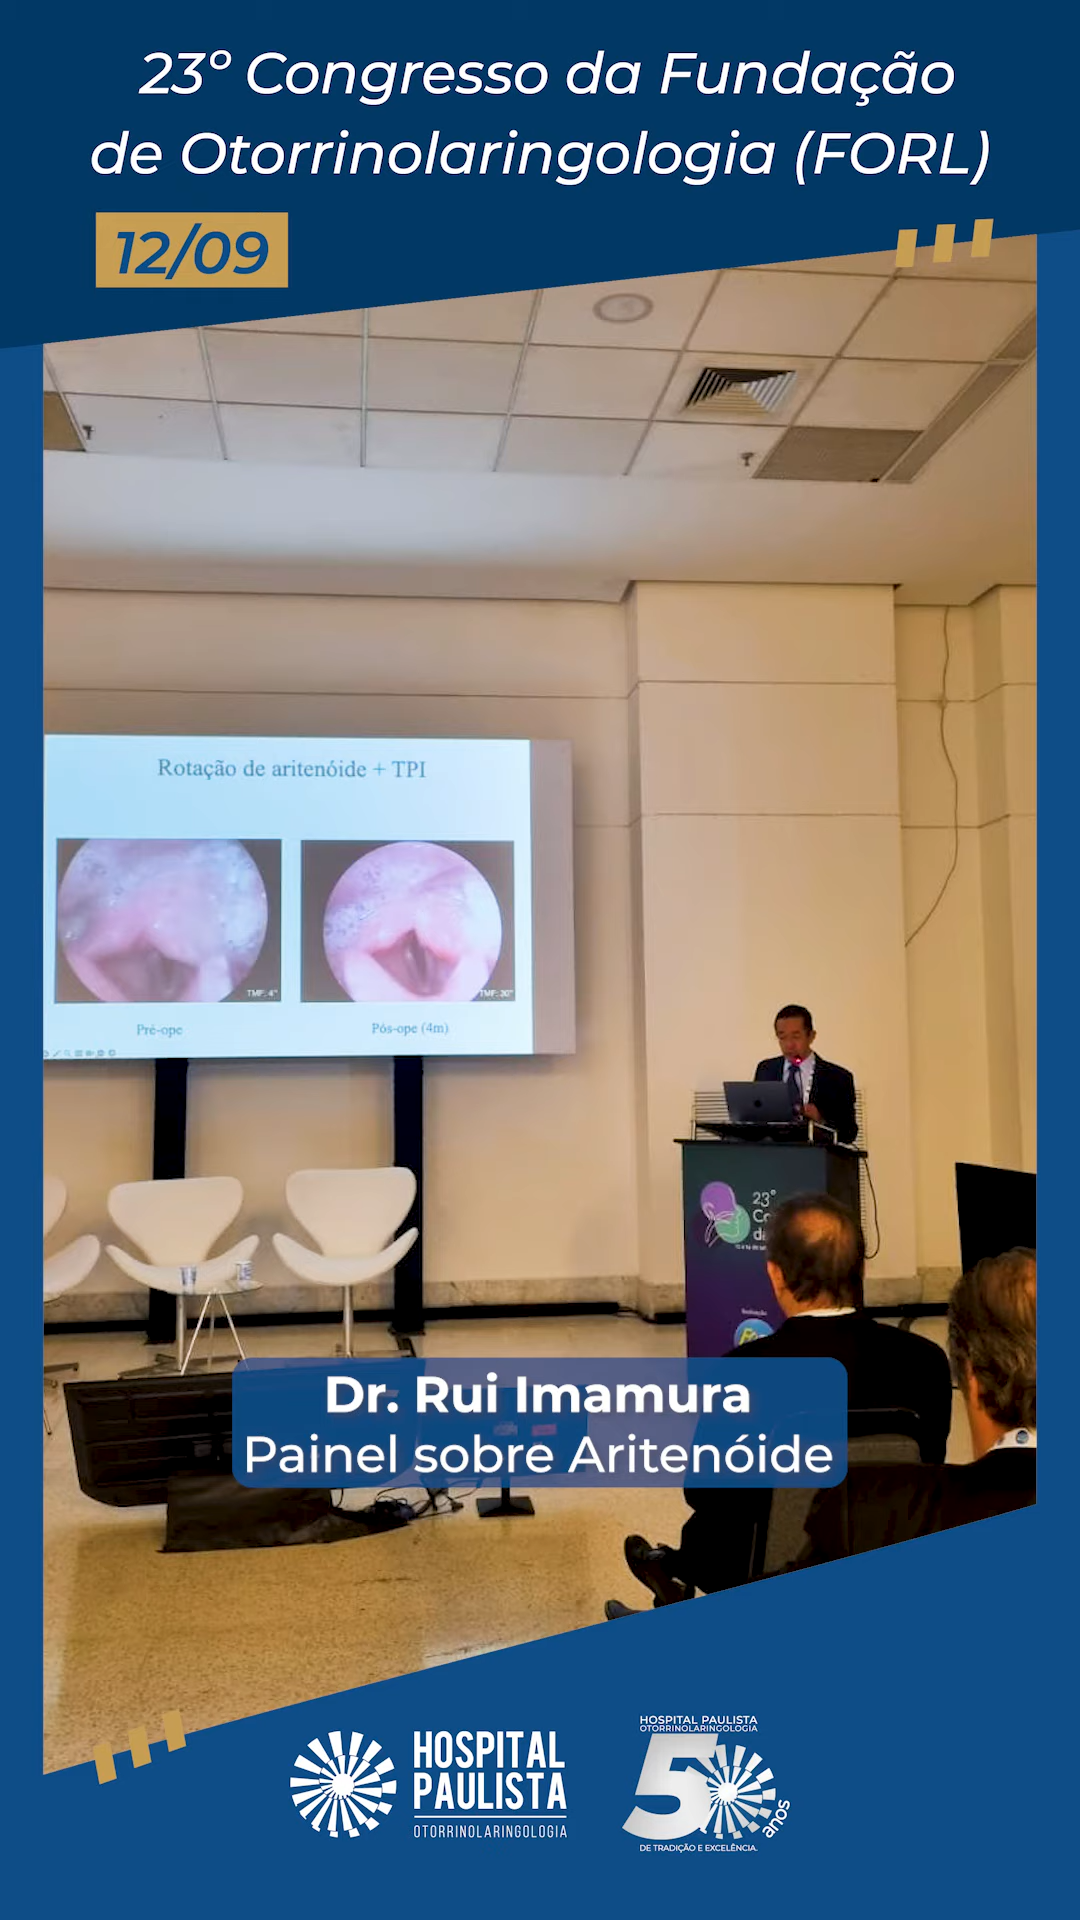 23º Congresso da Fundação
de Otorrinolaringologia (FORL)
12/09
Rotação de aritenóide + TPI
TMF: 4"
TMF: 20"
Pré-ope
Pós-ope (4m)
23º
Realização
Dr. Rui Imamura
Painel sobre Aritenóide
HOSPITAL
PAULISTA
OTORRINOLARINGOLOGIA
HOSPITAL PAULISTA
OTORRINOLARINGOLOGIA
50
anos
DE TRADIÇÃO E EXCELÊNCIA.